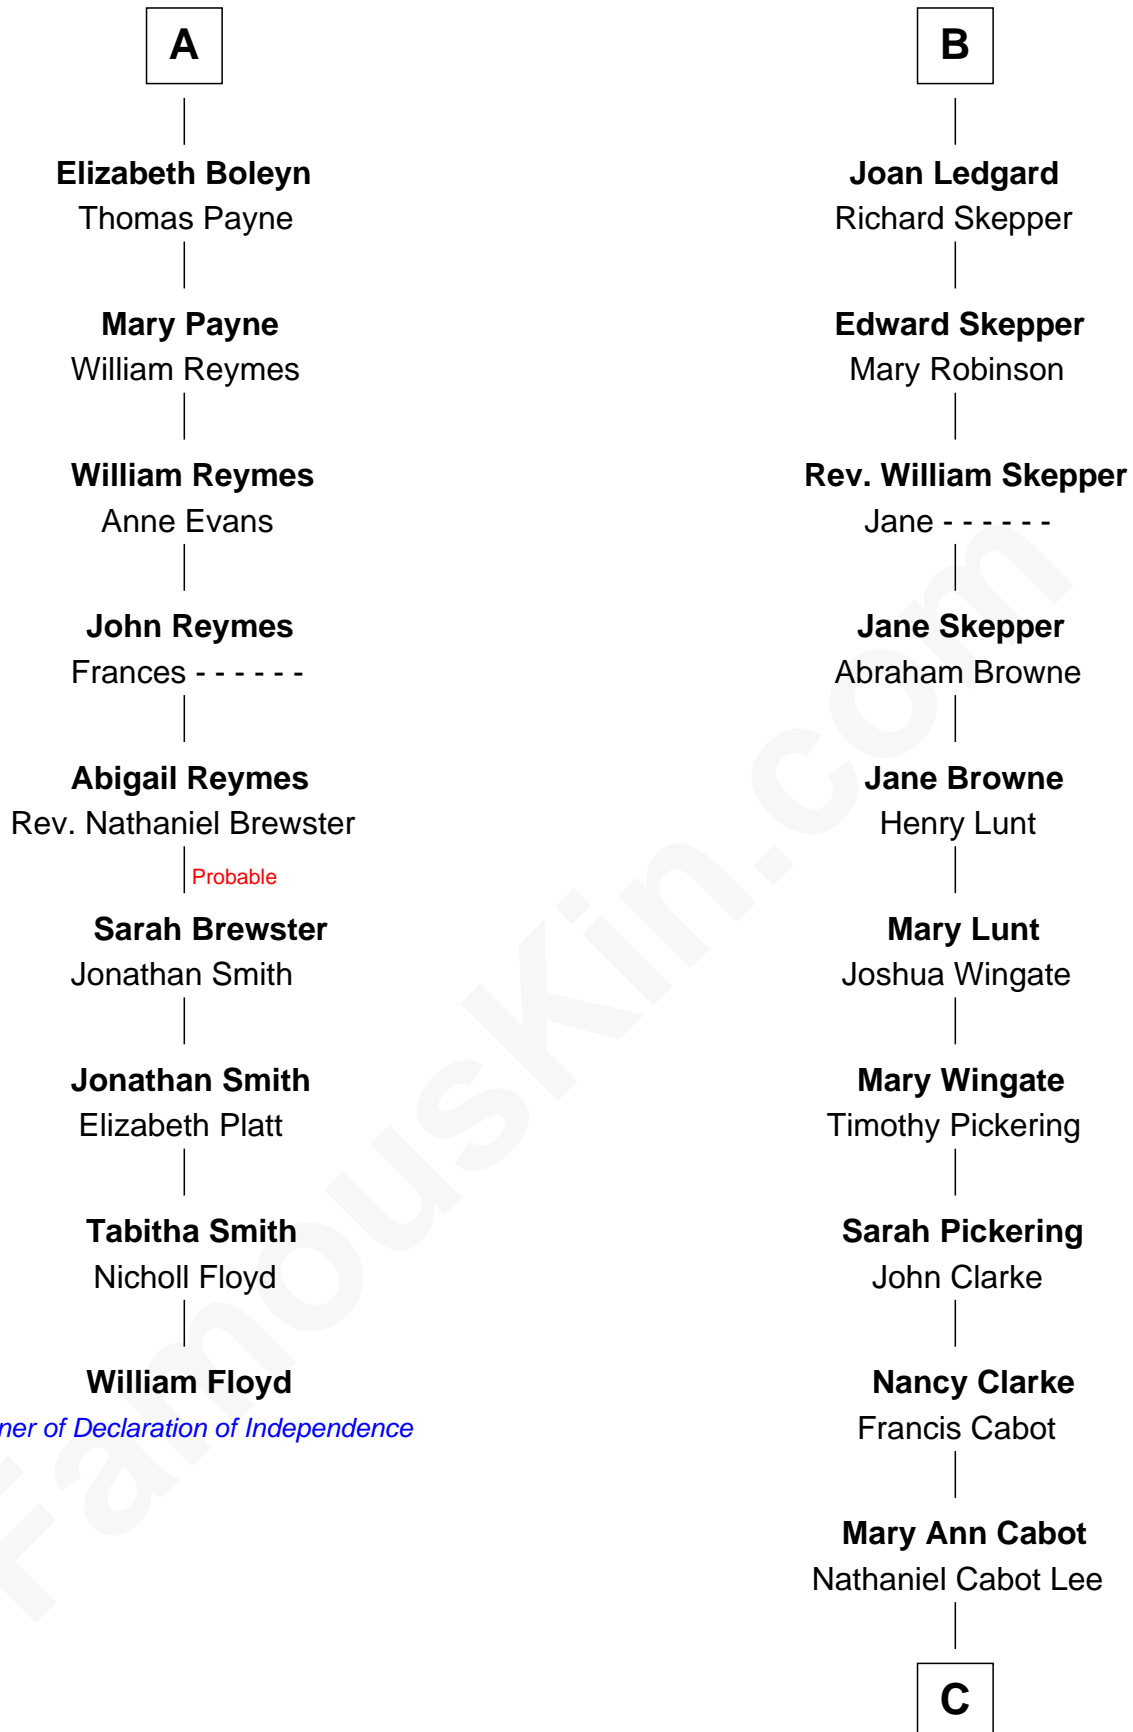 A
Elizabeth Boleyn
Thomas Payne
Mary Payne
William Reymes
William Reymes
Anne Evans
John Reymes
Frances - - - - - -
Abigail Reymes
Rev. Nathaniel Brewster
Probable
Sarah Brewster
Jonathan Smith
Jonathan Smith
Elizabeth Platt
Tabitha Smith
Nicholl Floyd
William Floyd
ner of Declaration of Independence
B
Joan Ledgard
Richard Skepper
Edward Skepper
Mary Robinson
Rev. William Skepper
Jane - - - - - -
Jane Skepper
Abraham Browne
Jane Browne
Henry Lunt
Mary Lunt
Joshua Wingate
Mary Wingate
Timothy Pickering
Sarah Pickering
John Clarke
Nancy Clarke
Francis Cabot
Mary Ann Cabot
Nathaniel Cabot Lee
C
FamousKin.com